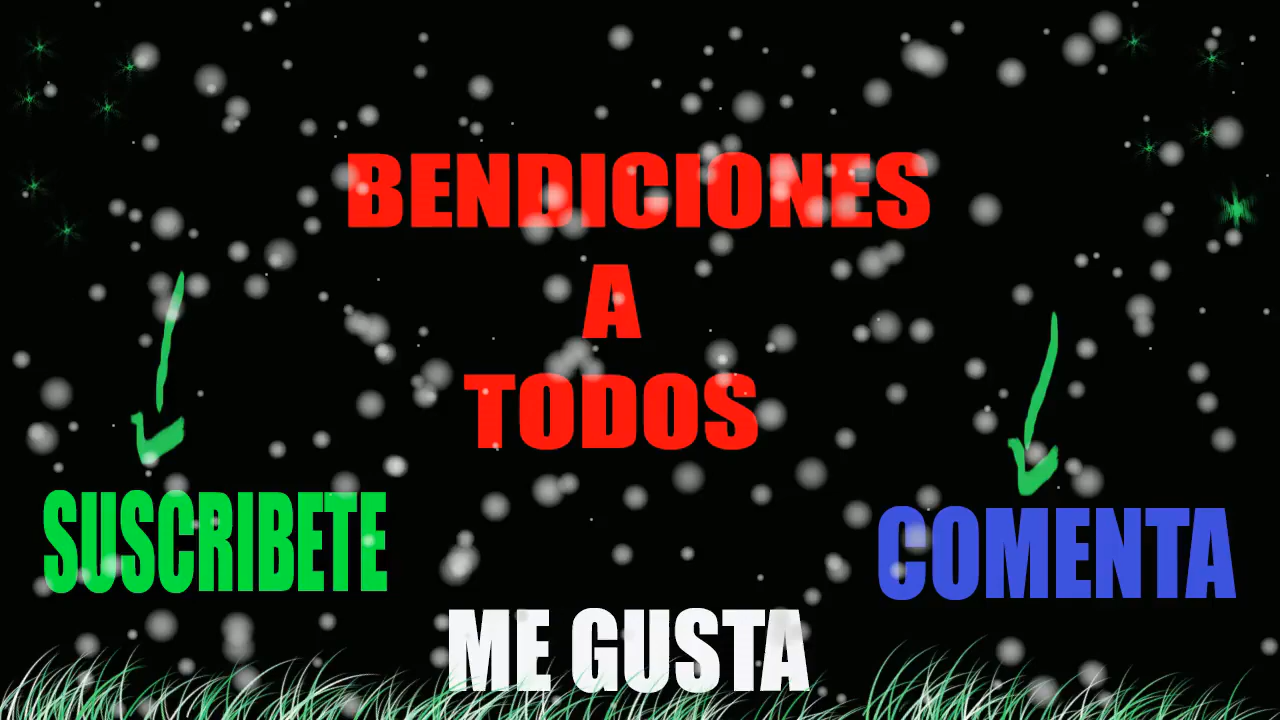 BENDICIONES
A
TODOS
SUSCRIBETE
COMENTA
ME GUSTA